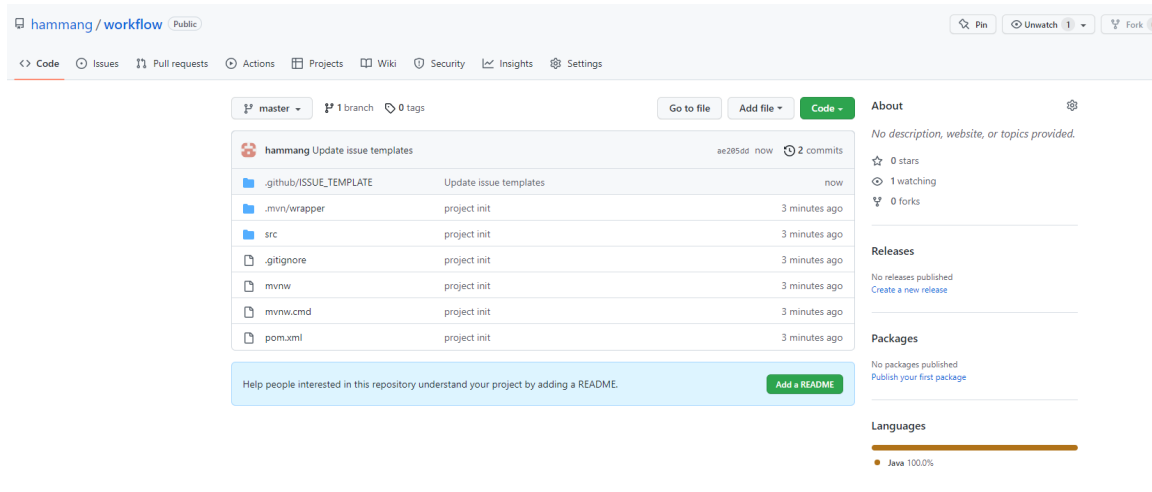 hammang / workflow Public
Pin
Unwatch 1
Fork
Code
Issues
Pull requests
Actions
Projects
Wiki
Security
Insights
Settings
master
1 branch
0 tags
Go to file
Add file
Code
hammang Update issue templates
ae205dd now
2 commits
.github/ISSUE_TEMPLATE Update issue templates now
.mvn/wrapper project init 3 minutes ago
src project init 3 minutes ago
.gitignore project init 3 minutes ago
mvnw project init 3 minutes ago
mvnw.cmd project init 3 minutes ago
pom.xml project init 3 minutes ago
Help people interested in this repository understand your project by adding a README.
Add a README
About
No description, website, or topics provided.
0 stars
1 watching
0 forks
Releases
No releases published
Create a new release
Packages
No packages published
Publish your first package
Languages
Java 100.0%